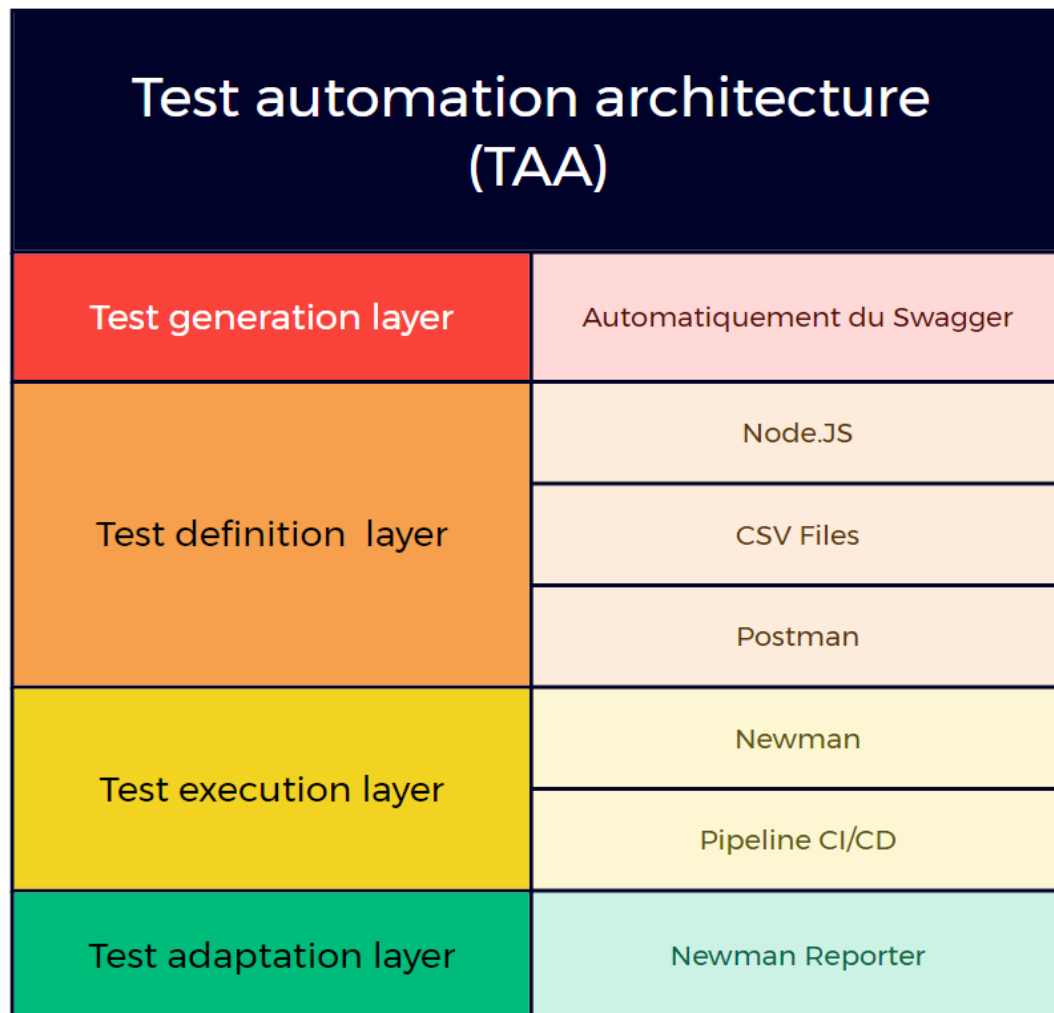 Test automation architecture
(TAA)
Test generation layer
Automatiquement du Swagger
Test definition layer
Node.JS
CSV Files
Postman
Test execution layer
Newman
Pipeline CI/CD
Test adaptation layer
Newman Reporter